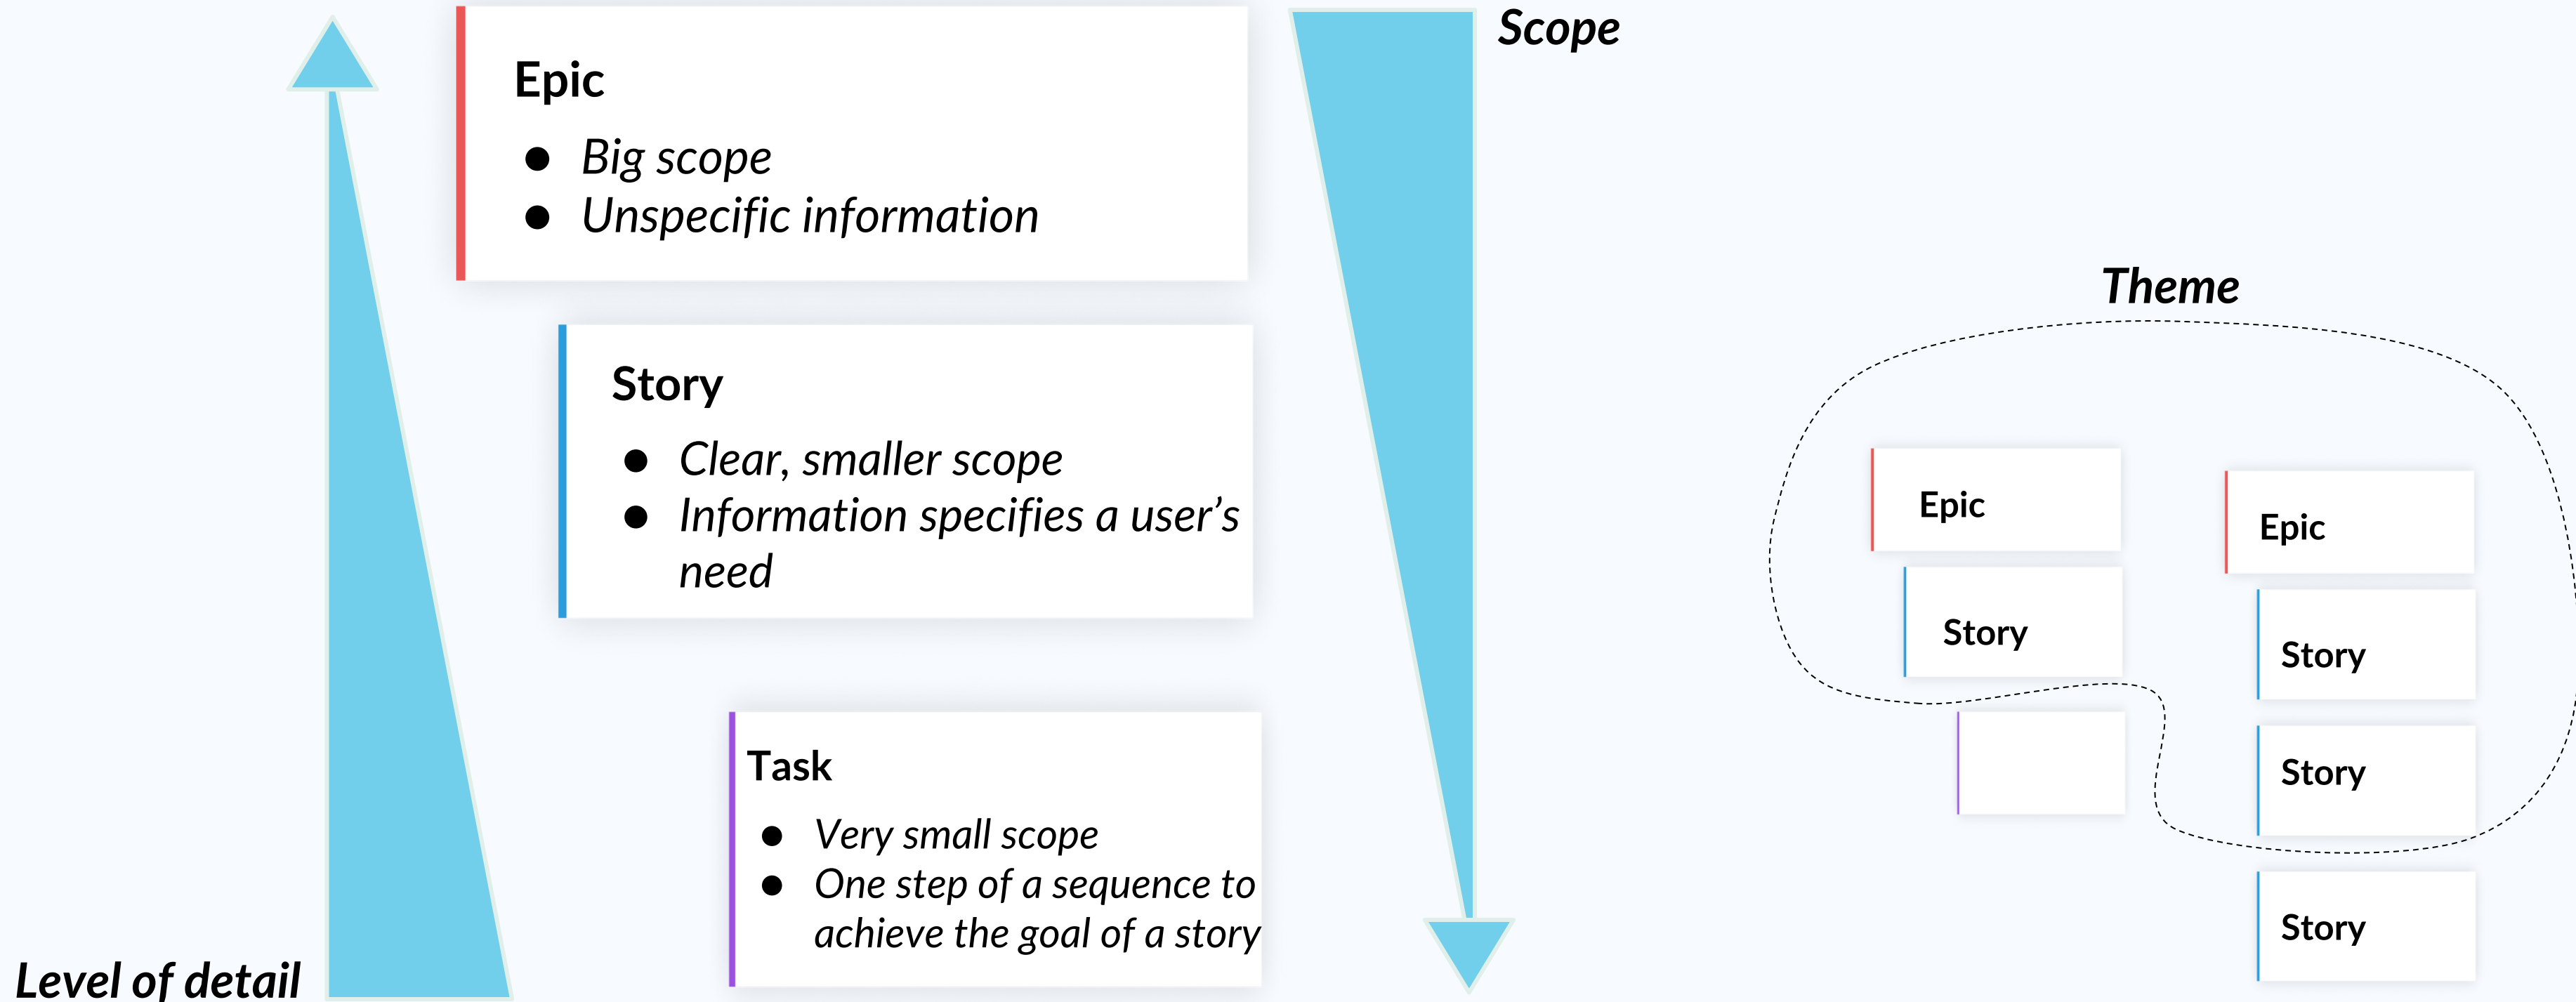 Scope
Epic
● Big scope
● Unspecific information
Story
● Clear, smaller scope
● Information specifies a user’s
need
Task
● Very small scope
● One step of a sequence to
achieve the goal of a story
Level of detail
Theme
Epic
Story
Epic
Story
Story
Story